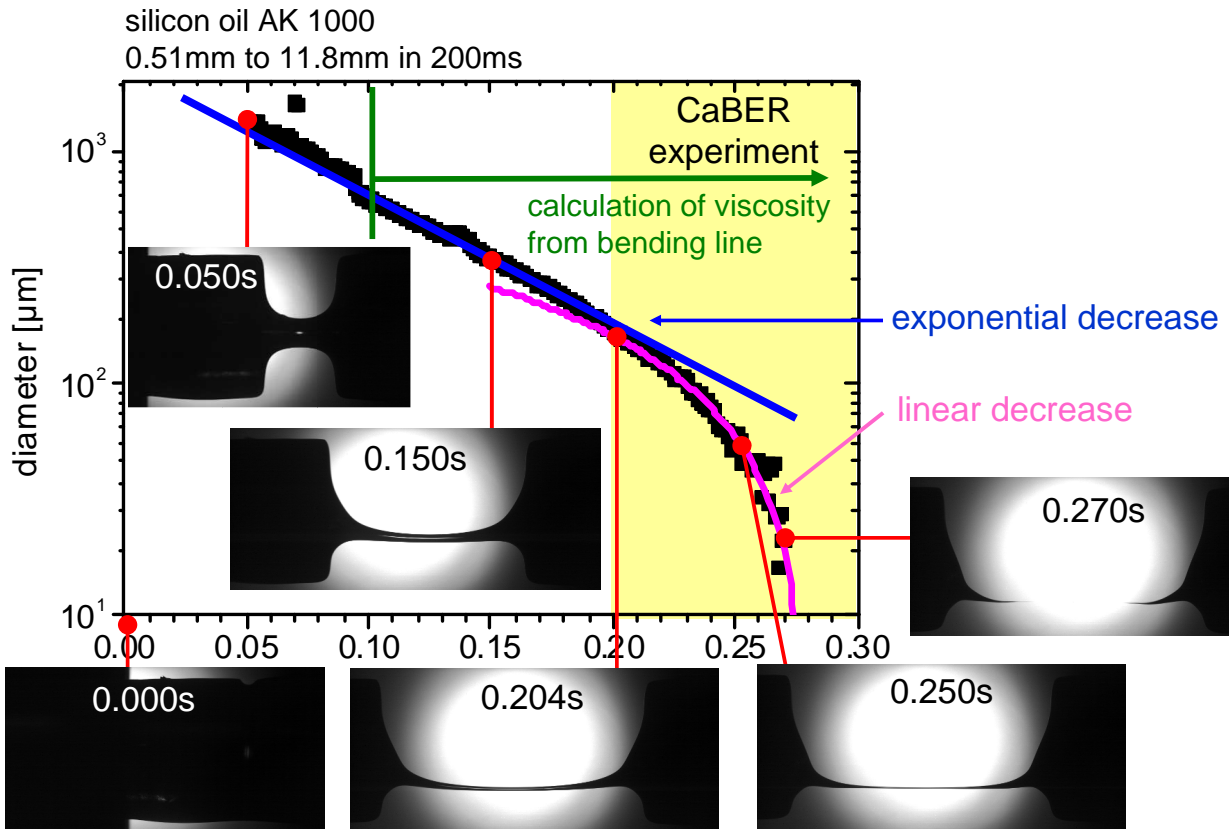 silicon oil AK 1000
0.51mm to 11.8mm in 200ms
CaBER
experiment
calculation of viscosity
from bending line
exponential decrease
linear decrease
diameter [µm]
10³
10²
10¹
0.00 0.05 0.10 0.15 0.20 0.25 0.30
0.050s
0.150s
0.270s
0.000s
0.204s
0.250s